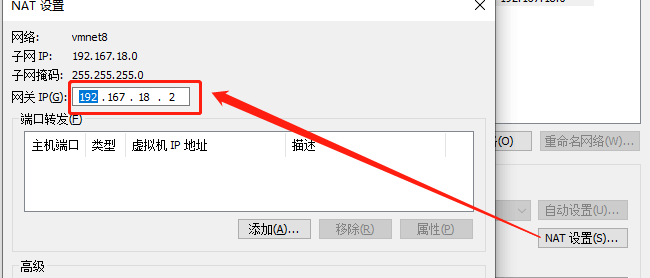 NAT 设置
网络: vmnet8
子网 IP: 192.167.18.0
子网掩码: 255.255.255.0
网关 IP(G): 192 . 167 . 18 . 2
端口转发(F)
主机端口 类型 虚拟机 IP 地址 描述
添加(A)... 移除(R) 属性(P)
高级
(O) 重命名网络(W)...
自动设置(U)...
NAT 设置(S)...